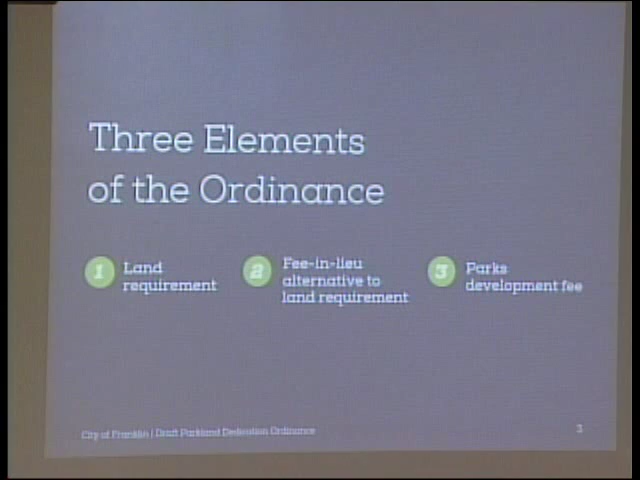 Three Elements
of the Ordinance
1 Land
requirement
2 Fee-in-lieu
alternative to
land requirement
3 Parks
development fee
City of Franklin | Draft Parkland Dedication Ordinance
3